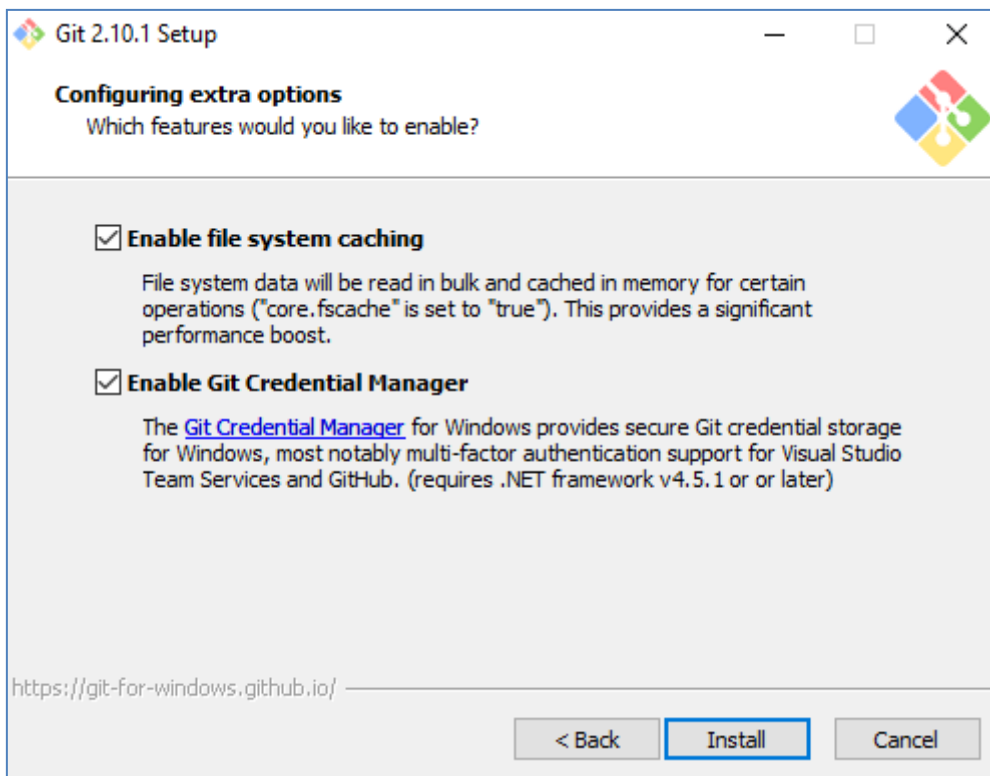 Git 2.10.1 Setup
Configuring extra options
Which features would you like to enable?
Enable file system caching
File system data will be read in bulk and cached in memory for certain
operations ("core.fscache" is set to "true"). This provides a significant
performance boost.
Enable Git Credential Manager
The Git Credential Manager for Windows provides secure Git credential storage
for Windows, most notably multi-factor authentication support for Visual Studio
Team Services and GitHub. (requires .NET framework v4.5.1 or or later)
https://git-for-windows.github.io/
< Back Install Cancel